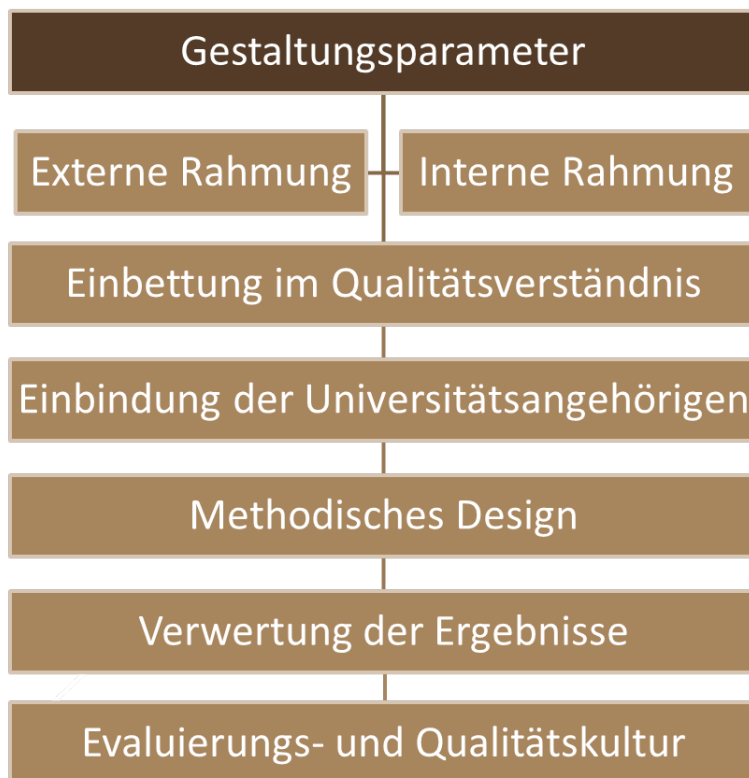 Gestaltungsparameter
Externe Rahmung
Interne Rahmung
Einbettung im Qualitätsverständnis
Einbindung der Universitätsangehörigen
Methodisches Design
Verwertung der Ergebnisse
Evaluierungs- und Qualitätskultur